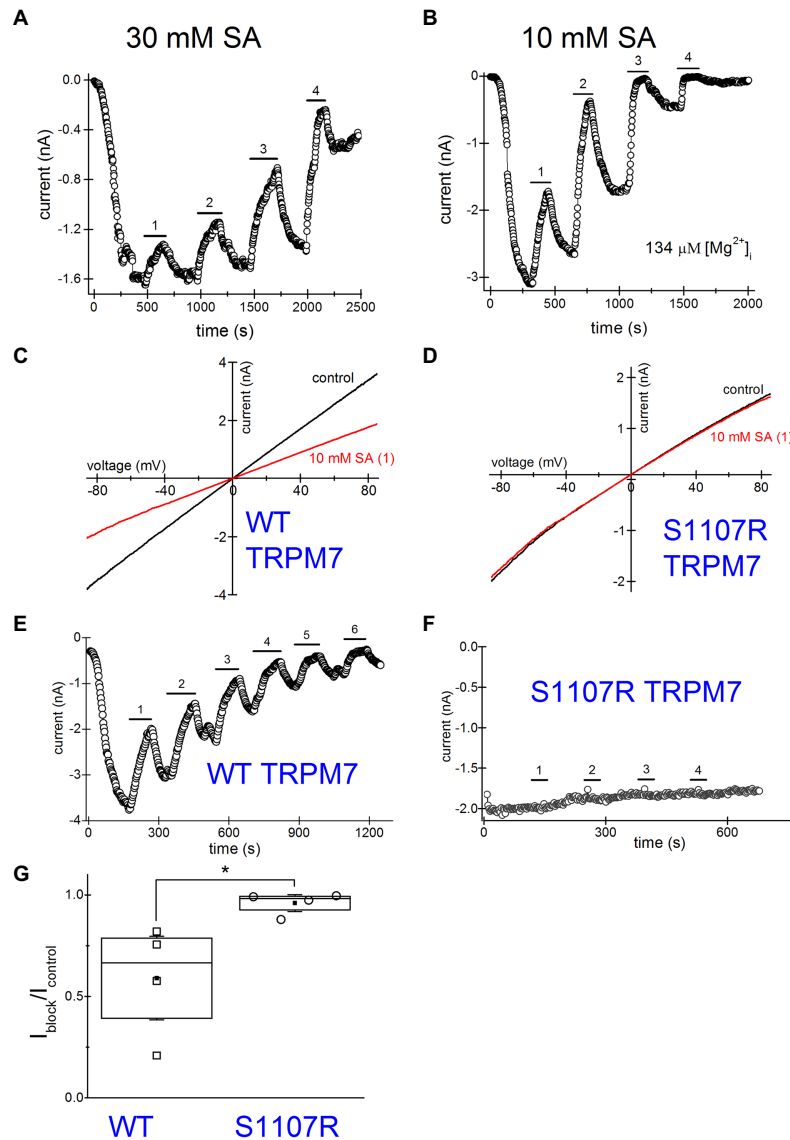 A
30 mM SA
0.0
-0.4
-0.8
-1.2
-1.6
current (nA)
1
2
3
4
0
500
1000
1500
2000
2500
time (s)
B
10 mM SA
0
-1
-2
-3
current (nA)
1
2
3
4
134 μM [Mg2+]i
0
500
1000
1500
2000
time (s)
C
4
2
-2
-4
current (nA)
control
10 mM SA (1)
voltage (mV)
-80
-40
0
40
80
WT
TRPM7
D
2
1
-1
-2
current (nA)
control
10 mM SA (1)
voltage (mV)
-80
-40
0
40
80
S1107R
TRPM7
E
0
-1
-2
-3
-4
current (nA)
1
2
3
4
5
6
WT TRPM7
0
300
600
900
1200
time (s)
F
0.0
-0.5
-1.0
-1.5
-2.0
current (nA)
S1107R TRPM7
1
2
3
4
0
300
600
time (s)
G
1.0
0.5
0.0
Iblock/Icontrol
*
WT
S1107R